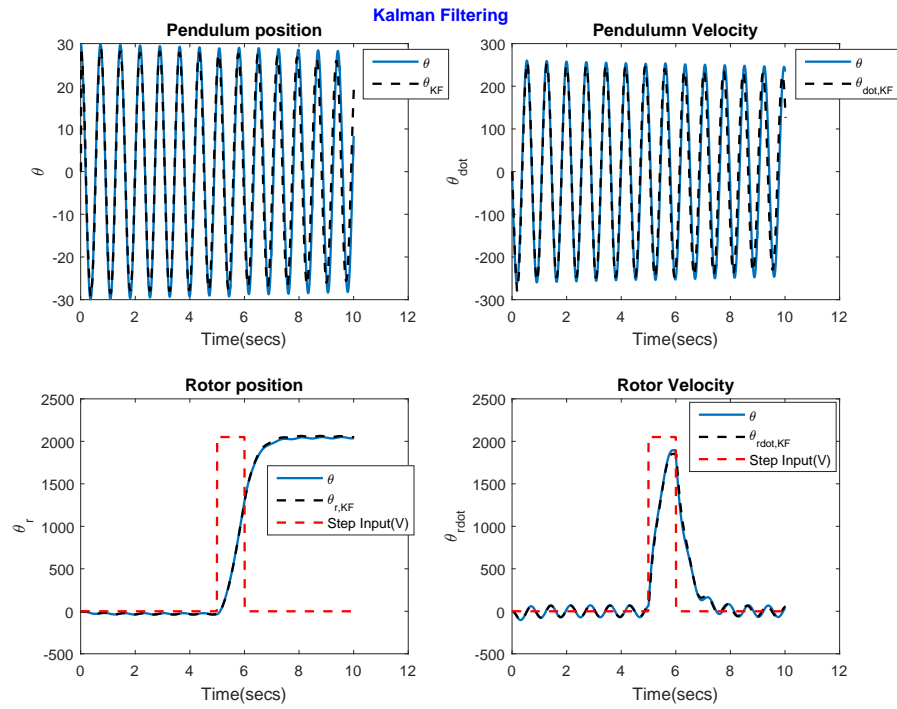 Kalman Filtering
Pendulum position
30
20
10
0
-10
-20
-30
θ
0 2 4 6 8 10 12
Time(secs)
θ
θKF
Pendulumn Velocity
300
200
100
0
-100
-200
-300
θdot
0 2 4 6 8 10 12
Time(secs)
θ
θdot,KF
Rotor position
2500
2000
1500
1000
500
0
-500
θr
0 2 4 6 8 10 12
Time(secs)
θ
θr,KF
Step Input(V)
Rotor Velocity
2500
2000
1500
1000
500
0
-500
θrdot
0 2 4 6 8 10 12
Time(secs)
θ
θrdot,KF
Step Input(V)